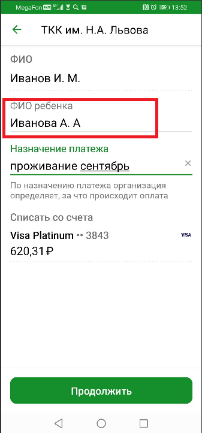 MegaFon
13:52
ТКК им. Н.А. Львова
ФИО
Иванов И. М.
ФИО ребенка
Иванова А. А
Назначение платежа
проживание сентябрь
По назначению платежа организация
определяет, за что происходит оплата
Списать со счета
Visa Platinum •• 3843
VISA
620,31 ₽
Продолжить